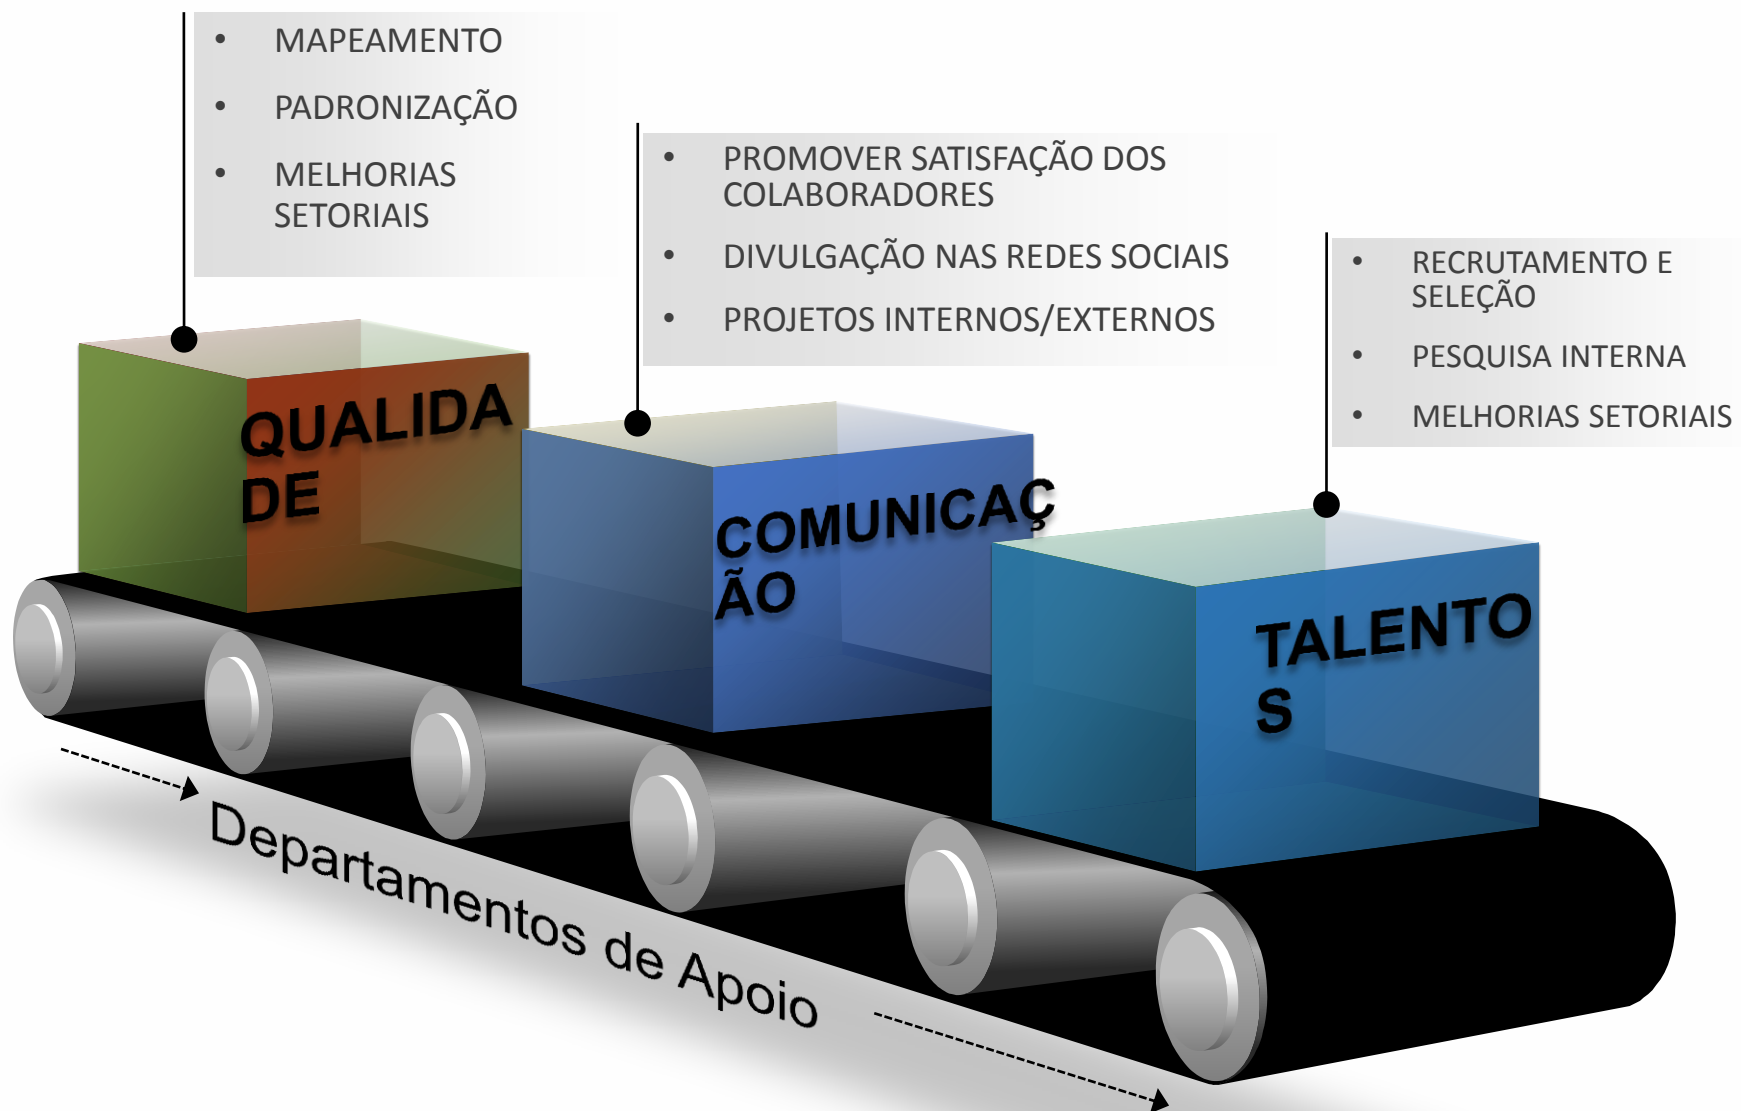 • MAPEAMENTO
• PADRONIZAÇÃO
• MELHORIAS
SETORIAIS
• PROMOVER SATISFAÇÃO DOS
COLABORADORES
• DIVULGAÇÃO NAS REDES SOCIAIS
• PROJETOS INTERNOS/EXTERNOS
• RECRUTAMENTO E
SELEÇÃO
• PESQUISA INTERNA
• MELHORIAS SETORIAIS
QUALIDA
DE
COMUNICAÇ
ÃO
TALENTO
S
Departamentos de Apoio